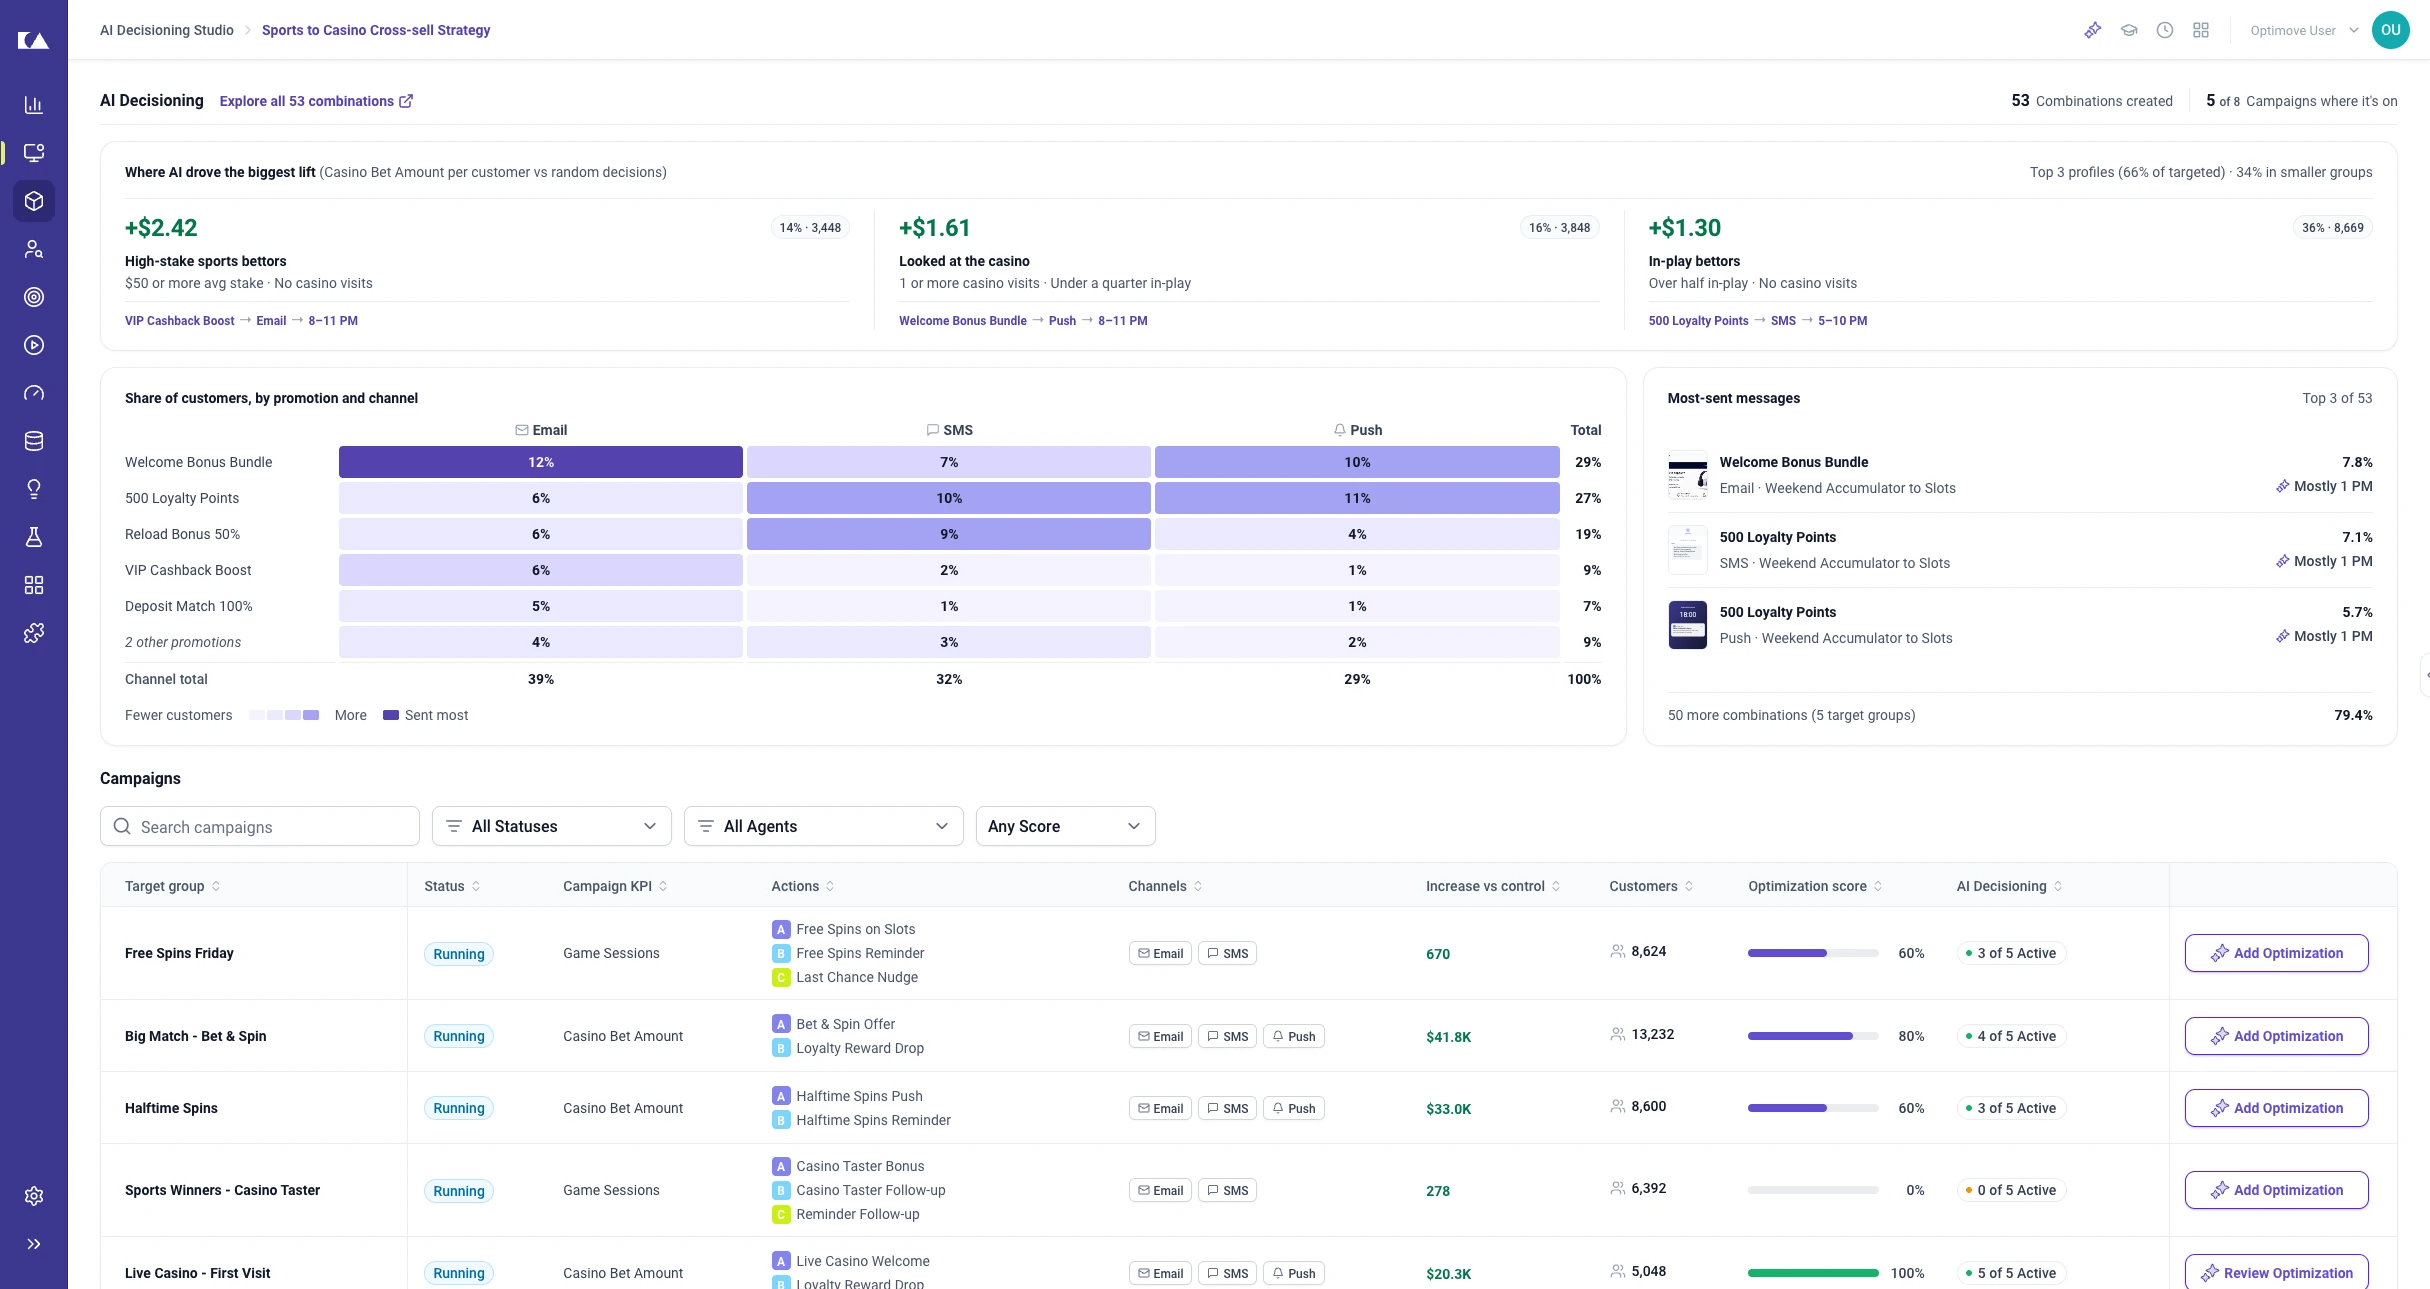 AI Decisioning Studio > Sports to Casino Cross-sell Strategy
Optimove User
OU
AI Decisioning Explore all 53 combinations
53 Combinations created 5 of 8 Campaigns where it's on
Where AI drove the biggest lift (Casino Bet Amount per customer vs random decisions)
Top 3 profiles (66% of targeted) · 34% in smaller groups
+$2.42 14% · 3,448
High-stake sports bettors
$50 or more avg stake · No casino visits
VIP Cashback Boost → Email → 8–11 PM
+$1.61 16% · 3,848
Looked at the casino
1 or more casino visits · Under a quarter in-play
Welcome Bonus Bundle → Push → 8–11 PM
+$1.30 36% · 8,669
In-play bettors
Over half in-play · No casino visits
500 Loyalty Points → SMS → 5–10 PM
Share of customers, by promotion and channel
Email SMS Push Total
Welcome Bonus Bundle 12% 7% 10% 29%
500 Loyalty Points 6% 10% 11% 27%
Reload Bonus 50% 6% 9% 4% 19%
VIP Cashback Boost 6% 2% 1% 9%
Deposit Match 100% 5% 1% 1% 7%
2 other promotions 4% 3% 2% 9%
Channel total 39% 32% 29% 100%
Fewer customers More Sent most
Most-sent messages Top 3 of 53
Welcome Bonus Bundle 7.8%
Email · Weekend Accumulator to Slots Mostly 1 PM
500 Loyalty Points 7.1%
SMS · Weekend Accumulator to Slots Mostly 1 PM
18:00
500 Loyalty Points 5.7%
Push · Weekend Accumulator to Slots Mostly 1 PM
50 more combinations (5 target groups) 79.4%
Campaigns
Search campaigns All Statuses All Agents Any Score
Target group Status Campaign KPI Actions Channels Increase vs control Customers Optimization score AI Decisioning
Free Spins Friday Running Game Sessions
A Free Spins on Slots
B Free Spins Reminder
C Last Chance Nudge
Email SMS 670 8,624 60% 3 of 5 Active Add Optimization
Big Match - Bet & Spin Running Casino Bet Amount
A Bet & Spin Offer
B Loyalty Reward Drop
Email SMS Push $41.8K 13,232 80% 4 of 5 Active Add Optimization
Halftime Spins Running Casino Bet Amount
A Halftime Spins Push
B Halftime Spins Reminder
Email SMS Push $33.0K 8,600 60% 3 of 5 Active Add Optimization
Sports Winners - Casino Taster Running Game Sessions
A Casino Taster Bonus
B Casino Taster Follow-up
C Reminder Follow-up
Email SMS 278 6,392 0% 0 of 5 Active Add Optimization
Live Casino - First Visit Running Casino Bet Amount
A Live Casino Welcome
B Loyalty Reward Drop
Email SMS Push $20.3K 5,048 100% 5 of 5 Active Review Optimization